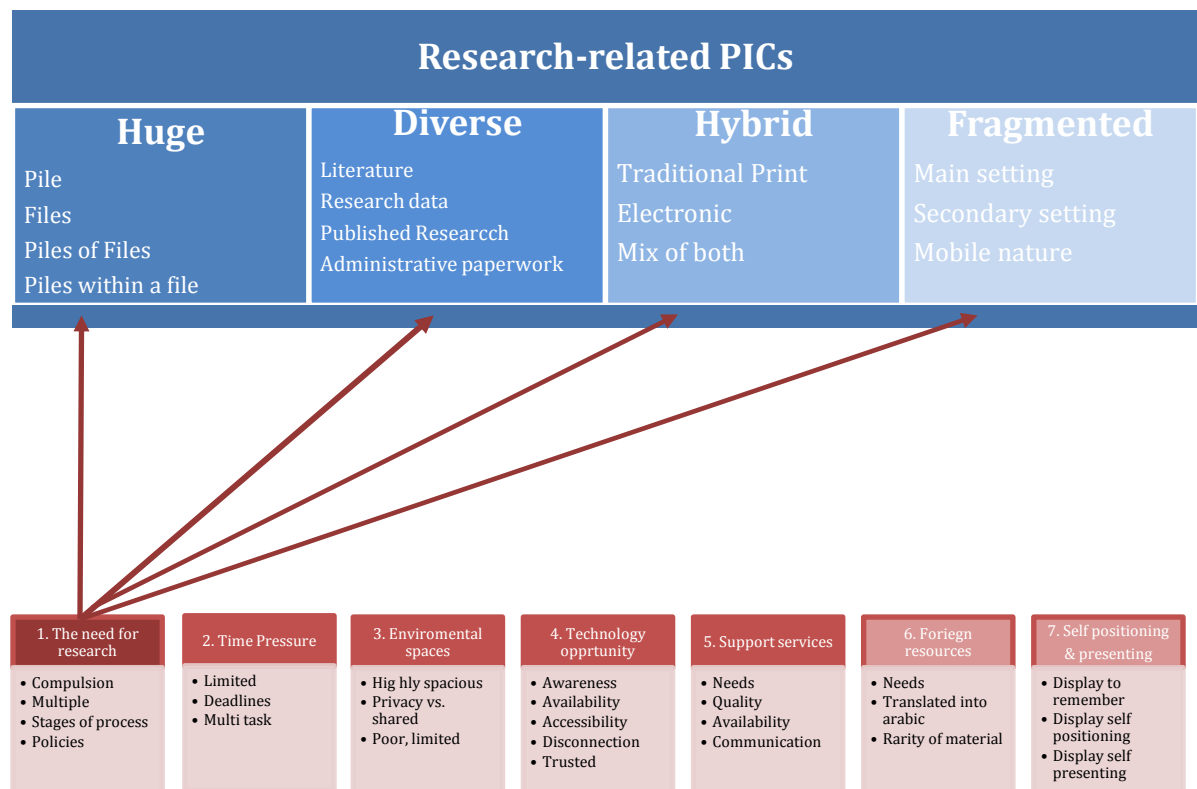 Research-related PICs
Huge
Pile
Files
Piles of Files
Piles within a file
Diverse
Literature
Research data
Published Researcch
Administrative paperwork
Hybrid
Traditional Print
Electronic
Mix of both
Fragmented
Main setting
Secondary setting
Mobile nature
1. The need for
research
• Compulsion
• Multiple
• Stages of process
• Policies
2. Time Pressure
• Limited
• Deadlines
• Multi task
3. Enviromental
spaces
• Hig hly spacious
• Privacy vs.
shared
• Poor, limited
4. Technology
opprtunity
• Awareness
• Availability
• Accessibility
• Disconnection
• Trusted
5. Support services
• Needs
• Quality
• Availability
• Communication
6. Foriegn
resources
• Needs
• Translated into
arabic
• Rarity of material
7. Self positioning
& presenting
• Display to
remember
• Display self
positioning
• Display self
presenting